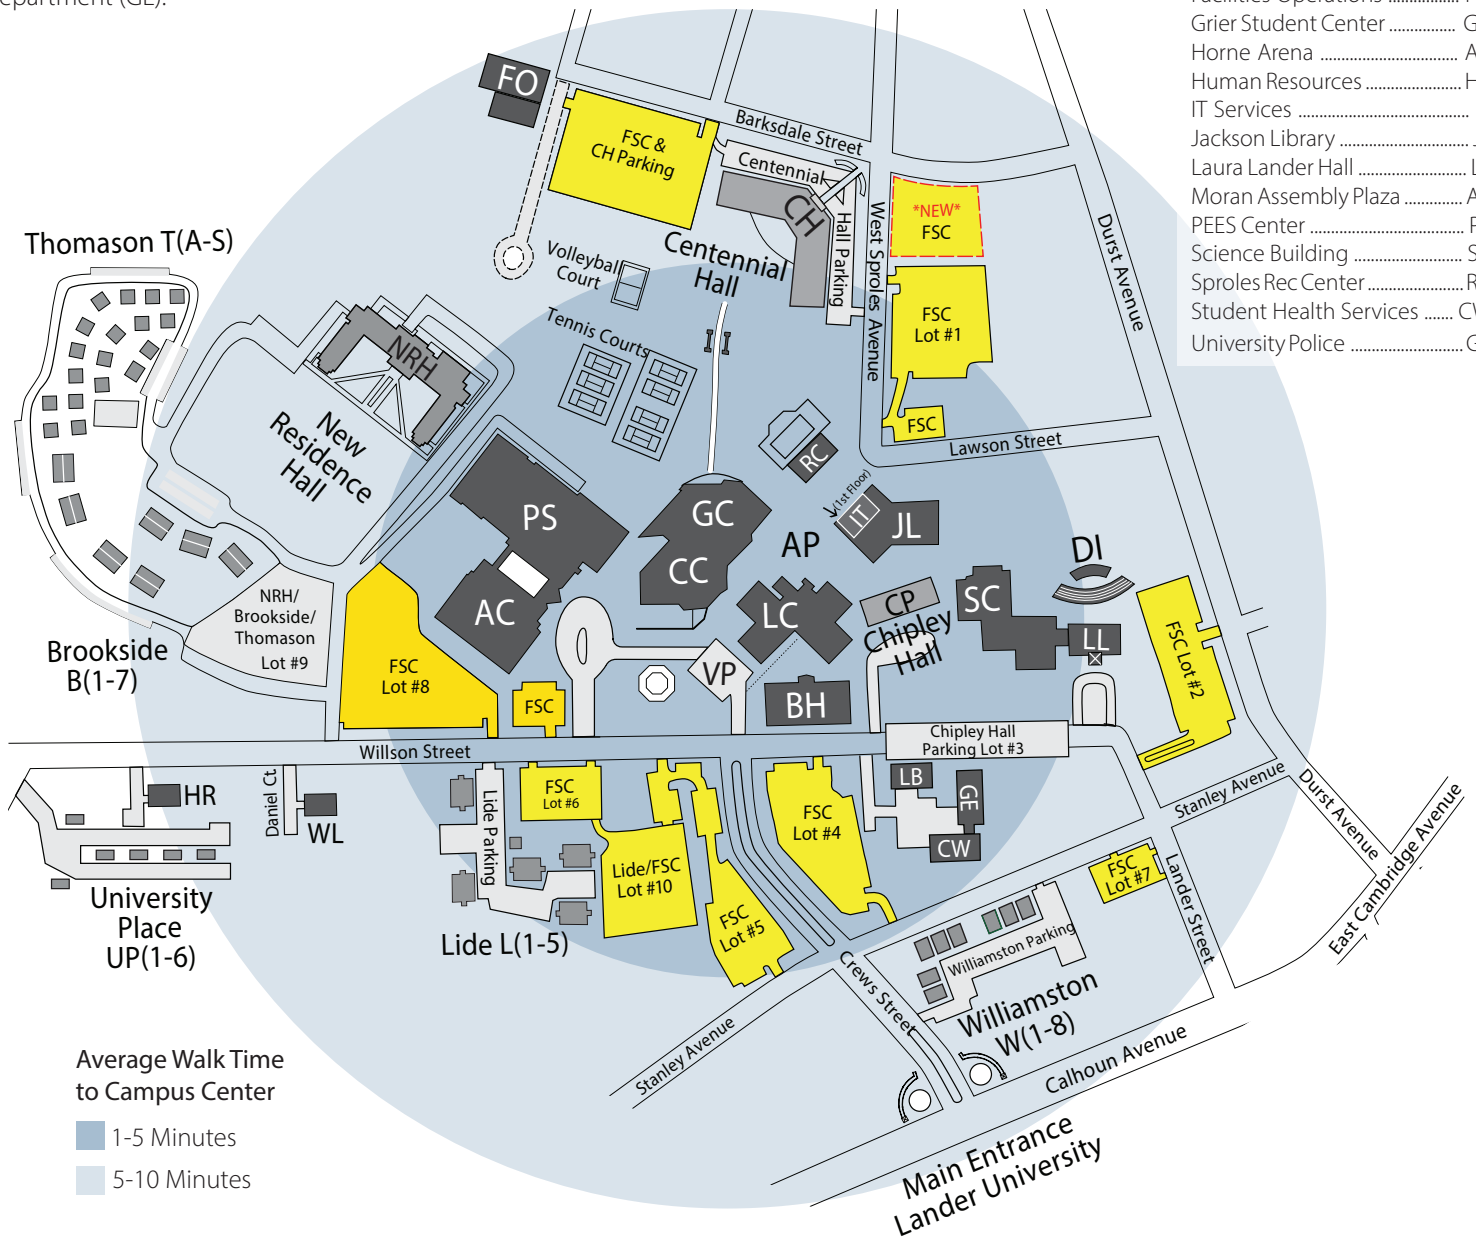 epartment (GE).
Facilities Operations
Grier Student Center ................ G
Horne Arena ................................. A
Human Resources ....................... H
IT Services .........................................
Jackson Library ................................ J
Laura Lander Hall .......................... L
Moran Assembly Plaza .............. A
PEES Center ..................................... P
Science Building .......................... S
Sproles Rec Center ....................... R
Student Health Services ....... CW
University Police ........................... G
FO
Barksdale Street
FSC &
CH Parking
Centennial
Hall Parking
CH
Centennial
Hall
West Sproles Avenue
*NEW*
FSC
Durst Avenue
FSC
Lot #1
FSC
Lawson Street
Thomason T(A-S)
Volleyball
Court
Tennis Courts
NRH
New
Residence
Hall
RC
(1st Floor)
IT
JL
PS
GC
CC
AP
AC
LC
CP
Chipley
Hall
SC
DI
LL
FSC Lot #2
NRH/
Brookside/
Thomason
Lot #9
Brookside
B(1-7)
FSC
Lot #8
FSC
VP
BH
Willson Street
Chipley Hall
Parking Lot #3
Stanley Avenue
Durst Avenue
East Cambridge Avenue
HR
Daniel Ct
WL
Lide Parking
FSC
Lot #6
Lide/FSC
Lot #10
FSC
Lot #5
FSC
Lot #4
LB
GE
CW
FSC
Lot #7
Lander Street
University
Place
UP(1-6)
Lide L(1-5)
Crews Street
Williamston Parking
Williamston
W(1-8)
Stanley Avenue
Calhoun Avenue
Main Entrance
Lander University
Average Walk Time
to Campus Center
1-5 Minutes
5-10 Minutes